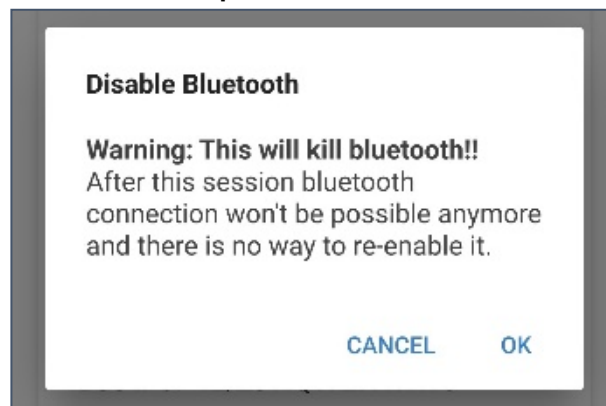 Disable Bluetooth
Warning: This will kill bluetooth!!
After this session bluetooth
connection won't be possible anymore
and there is no way to re-enable it.
CANCEL OK